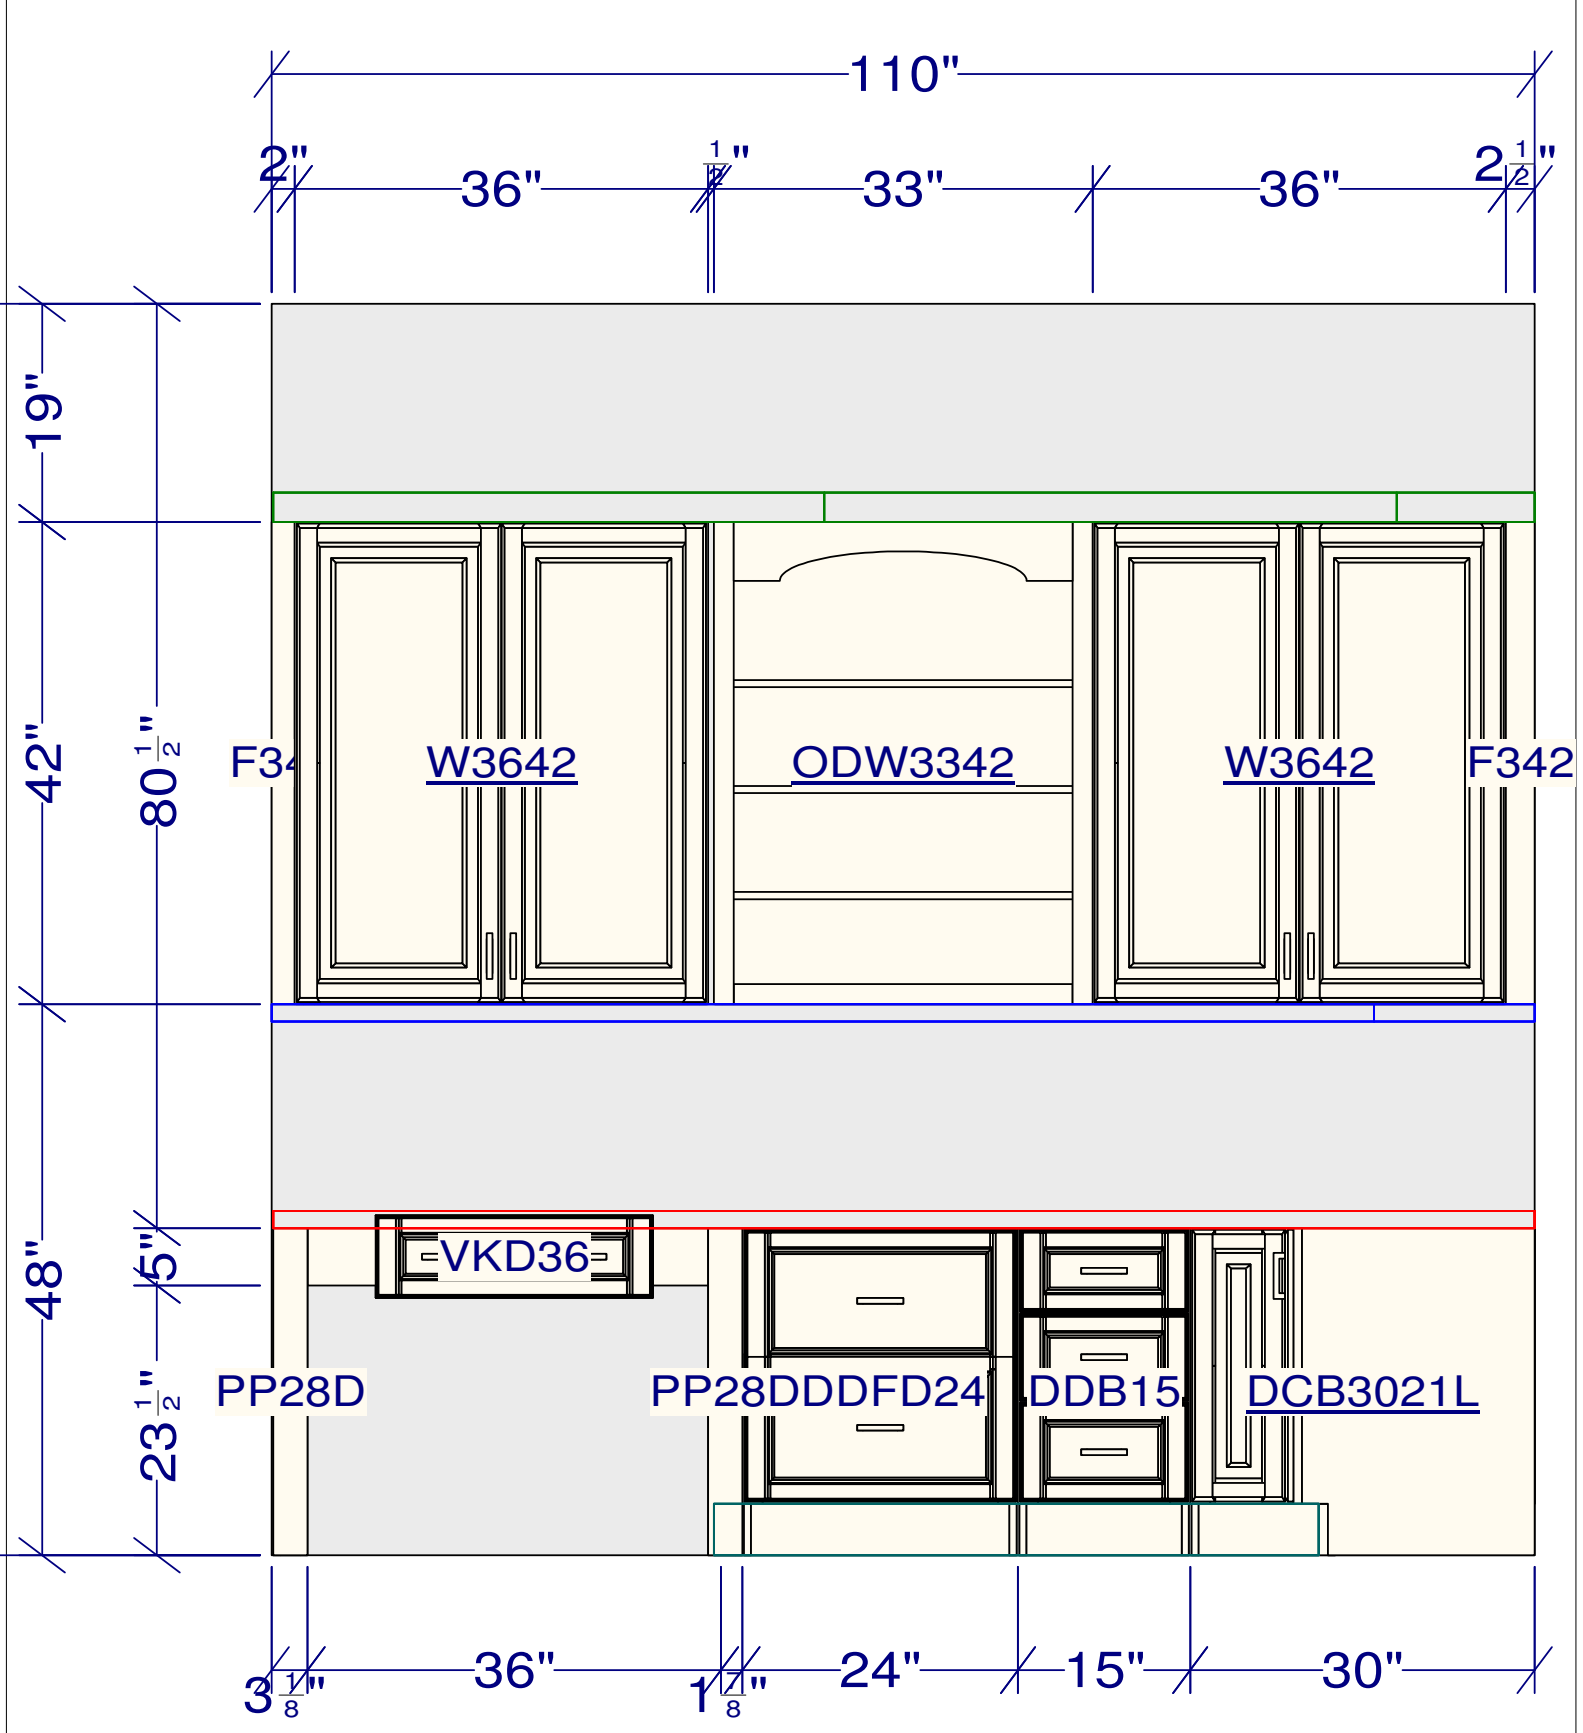 110"
2"
36"
1/2"
33"
36"
2 1/2"
19"
42"
80 1/2"
48"
5"
23 1/2"
W3642
ODW3342
W3642
F342
VKD36
PP28D
PP28D
DDFD24
DDB15
DCB3021L
3 1/8"
36"
1 7/8"
24"
15"
30"